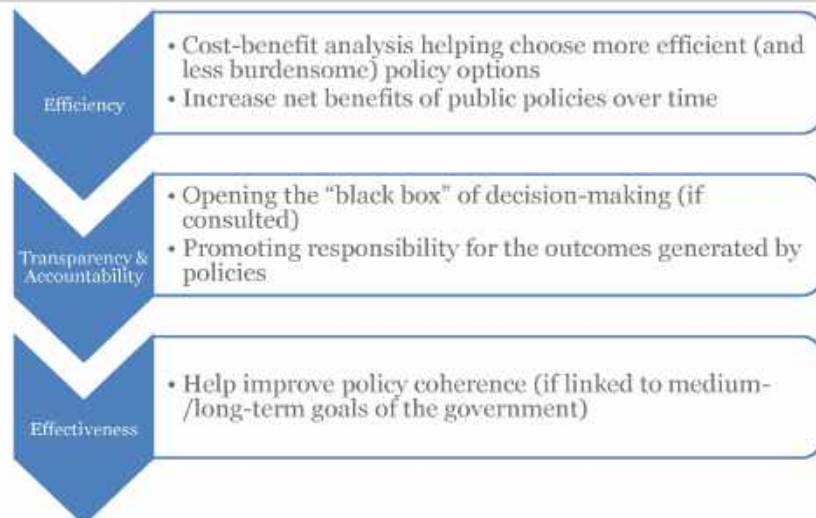 Efficiency
• Cost-benefit analysis helping choose more efficient (and
less burdensome) policy options
• Increase net benefits of public policies over time
Transparency &
Accountability
• Opening the “black box” of decision-making (if
consulted)
• Promoting responsibility for the outcomes generated by
policies
Effectiveness
• Help improve policy coherence (if linked to medium-
/long-term goals of the government)